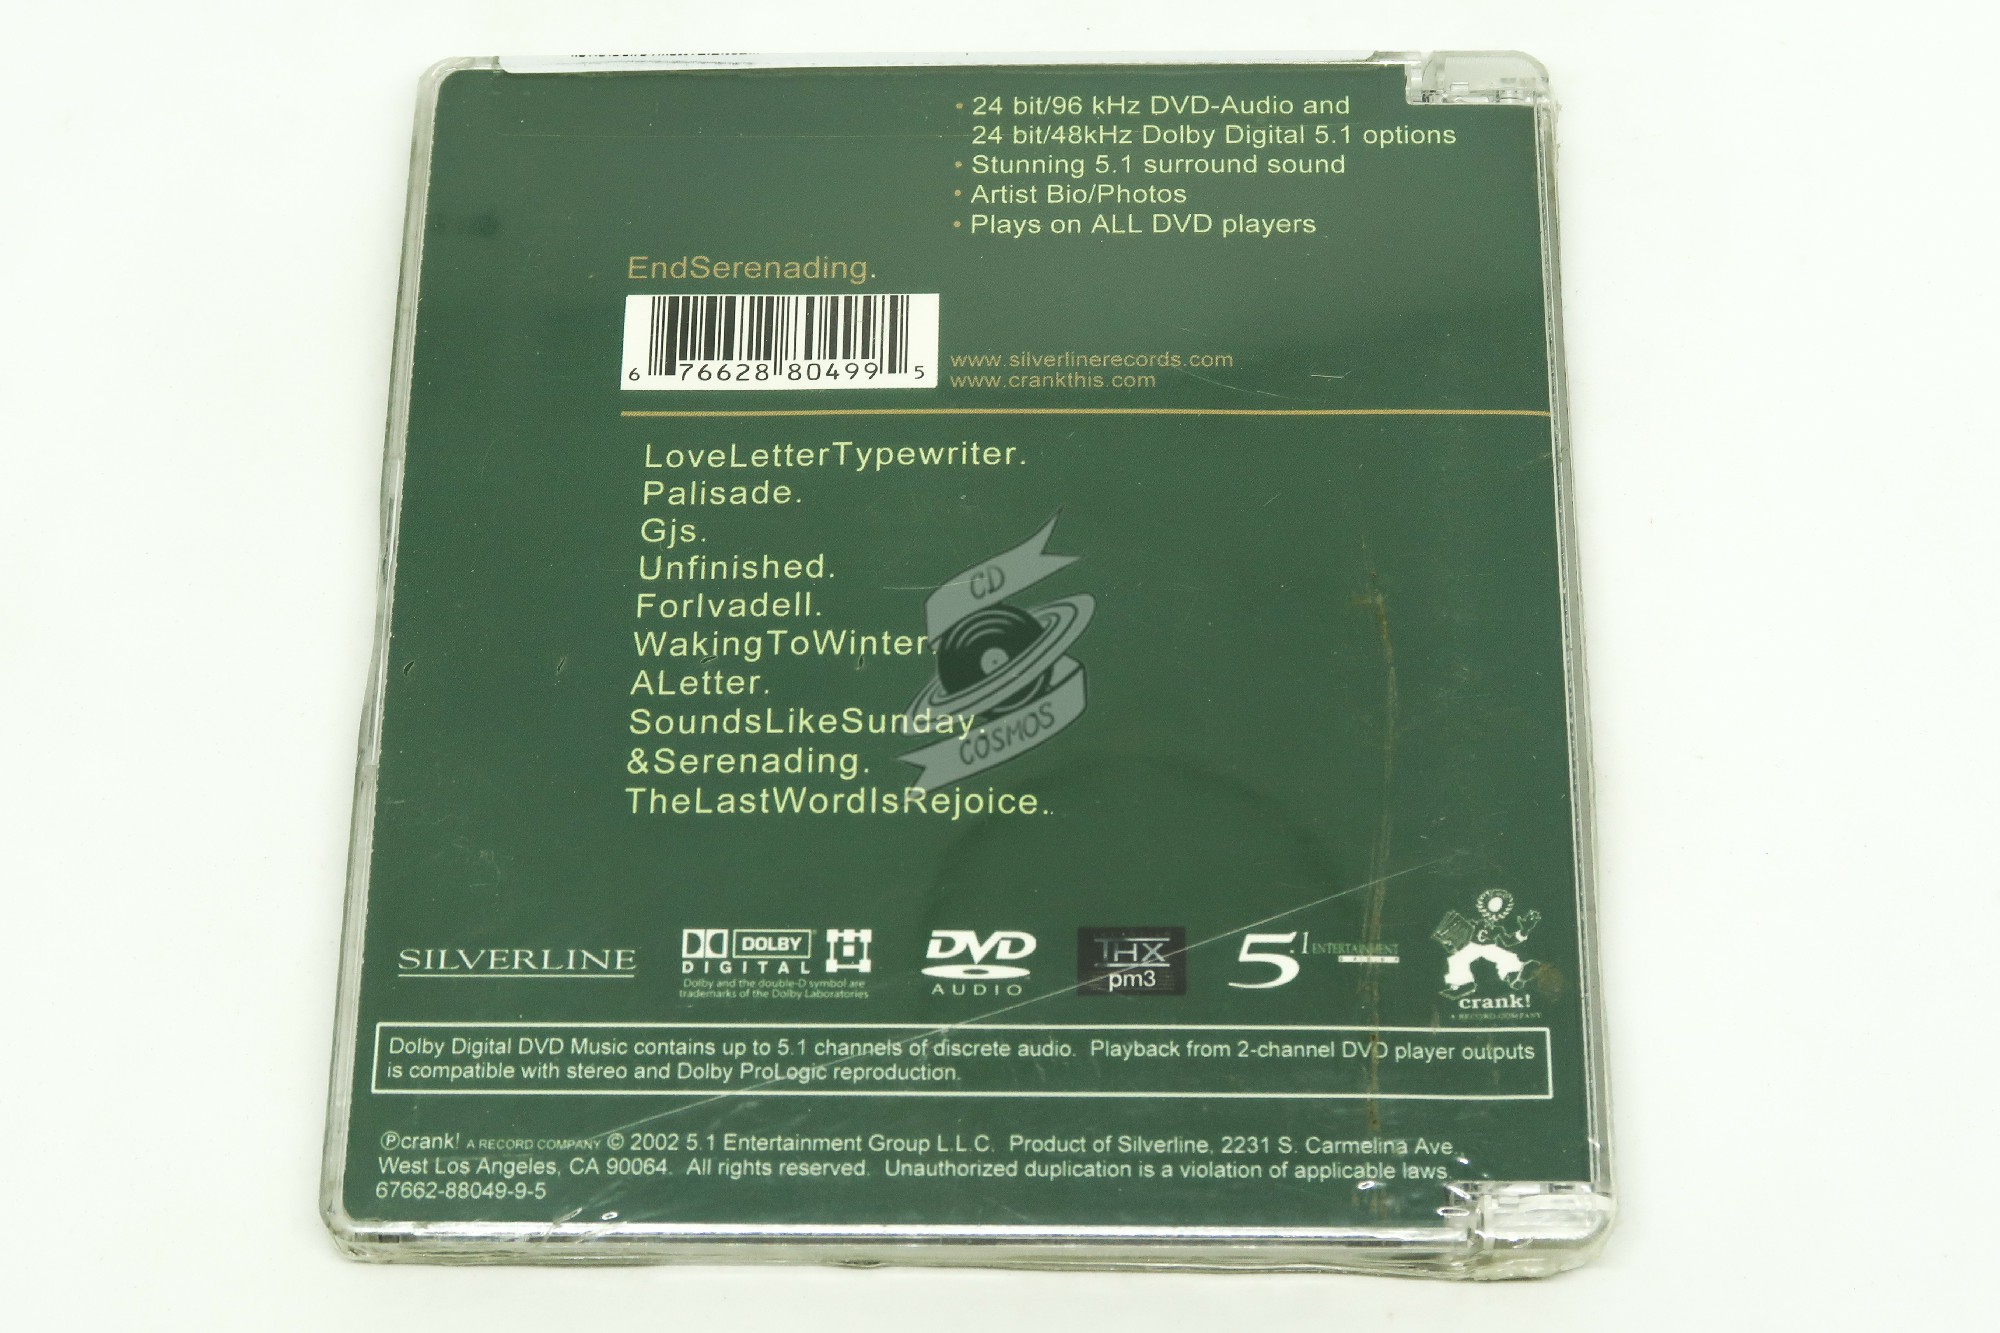 • 24 bit/96 kHz DVD-Audio and
24 bit/48kHz Dolby Digital 5.1 options
• Stunning 5.1 surround sound
• Artist Bio/Photos
• Plays on ALL DVD players
EndSerenading.
6 76628 80499 5
www.silverlinerecords.com
www.crankthis.com
LoveLetterTypewriter.
Palisade.
Gjs.
Unfinished.
ForIvadell.
WakingToWinter.
ALetter.
SoundsLikeSunday.
&Serenading.
TheLastWordIsRejoice..
CD
COSMOS
SILVERLINE
DOLBY
DIGITAL
Dolby and the double-D symbol are
trademarks of the Dolby Laboratories
DVD
AUDIO
THX
pm3
5.1 ENTERTAINMENT
GROUP
crank!
A RECORD COMPANY
Dolby Digital DVD Music contains up to 5.1 channels of discrete audio. Playback from 2-channel DVD player outputs
is compatible with stereo and Dolby ProLogic reproduction.
℗crank! A RECORD COMPANY © 2002 5.1 Entertainment Group L.L.C. Product of Silverline, 2231 S. Carmelina Ave.,
West Los Angeles, CA 90064. All rights reserved. Unauthorized duplication is a violation of applicable laws.
67662-88049-9-5